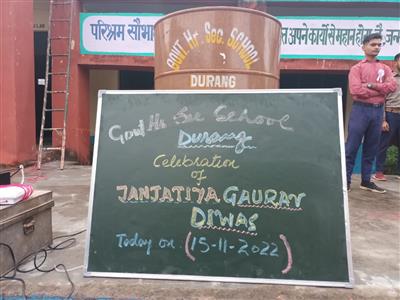 परिश्रम सौभा
GOVT. Hr. Sec. SCHOOL
DURANG
अपने कार्यो से महान होता है
Govt Hr Sec School
Durang
Celebration
of
JANJATIYA GAURAV
DIWAS
Today on (15-11-2022)